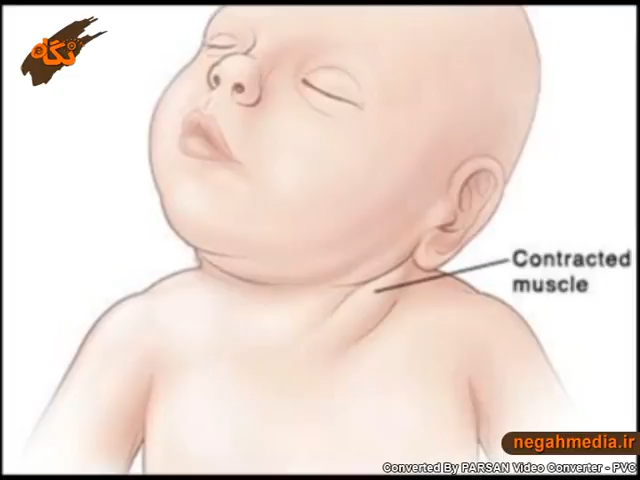 نگاه
Contracted
muscle
negahmedia.ir
Converted By PARSAN Video Converter - PVC